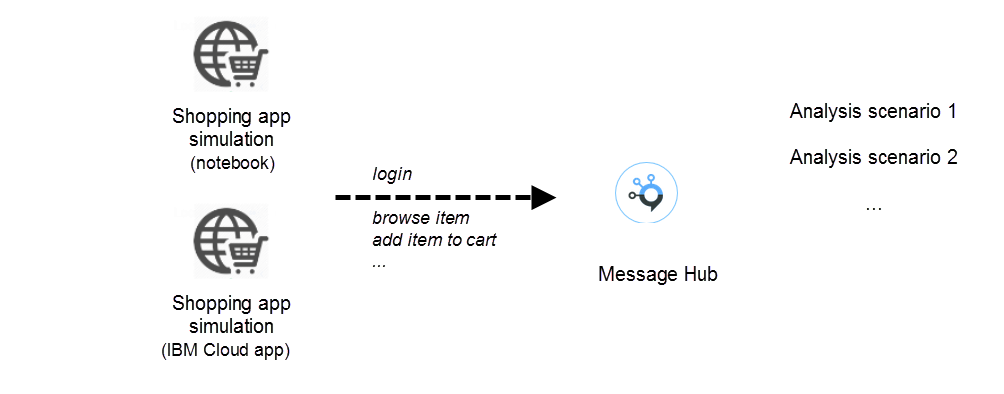 Shopping app
simulation
(notebook)
Shopping app
simulation
(IBM Cloud app)
login
browse item
add item to cart
...
Message Hub
Analysis scenario 1
Analysis scenario 2
...